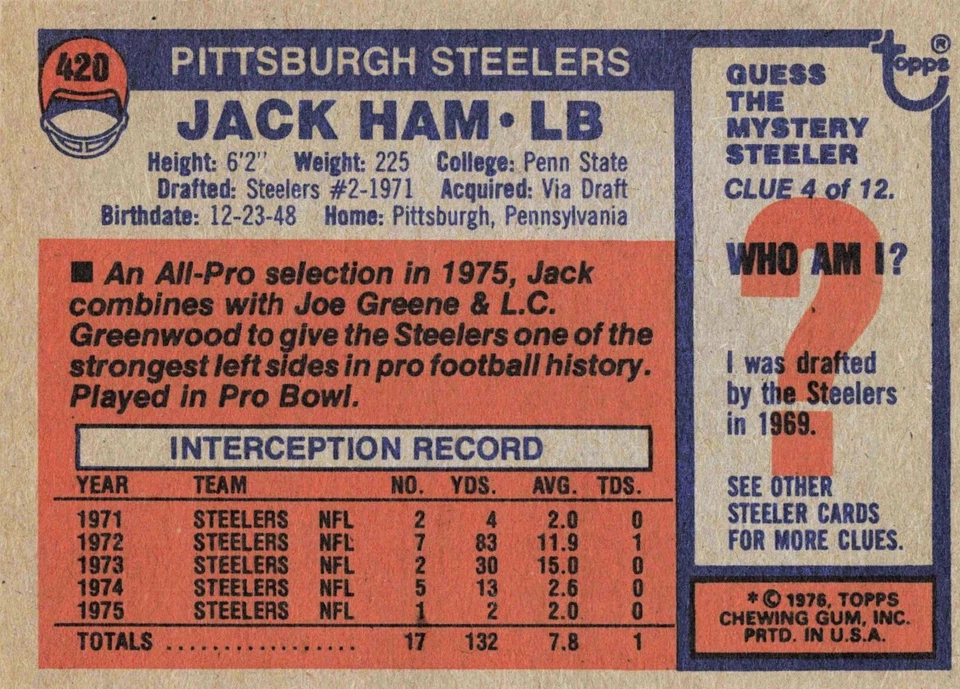 420
PITTSBURGH STEELERS
JACK HAM • LB
Height: 6'2" Weight: 225 College: Penn State
Drafted: Steelers #2-1971 Acquired: Via Draft
Birthdate: 12-23-48 Home: Pittsburgh, Pennsylvania
■ An All-Pro selection in 1975, Jack
combines with Joe Greene & L.C.
Greenwood to give the Steelers one of the
strongest left sides in pro football history.
Played in Pro Bowl.
INTERCEPTION RECORD
YEAR TEAM NO. YDS. AVG. TDS.
1971 STEELERS NFL 2 4 2.0 0
1972 STEELERS NFL 7 83 11.9 1
1973 STEELERS NFL 2 30 15.0 0
1974 STEELERS NFL 5 13 2.6 0
1975 STEELERS NFL 1 2 2.0 0
TOTALS ................. 17 132 7.8 1
Topps®
GUESS
THE
MYSTERY
STEELER
CLUE 4 of 12.
?
WHO AM I?
I was drafted
by the Steelers
in 1969.
SEE OTHER
STEELER CARDS
FOR MORE CLUES.
* © 1976, TOPPS
CHEWING GUM, INC.
PRTD. IN U.S.A.